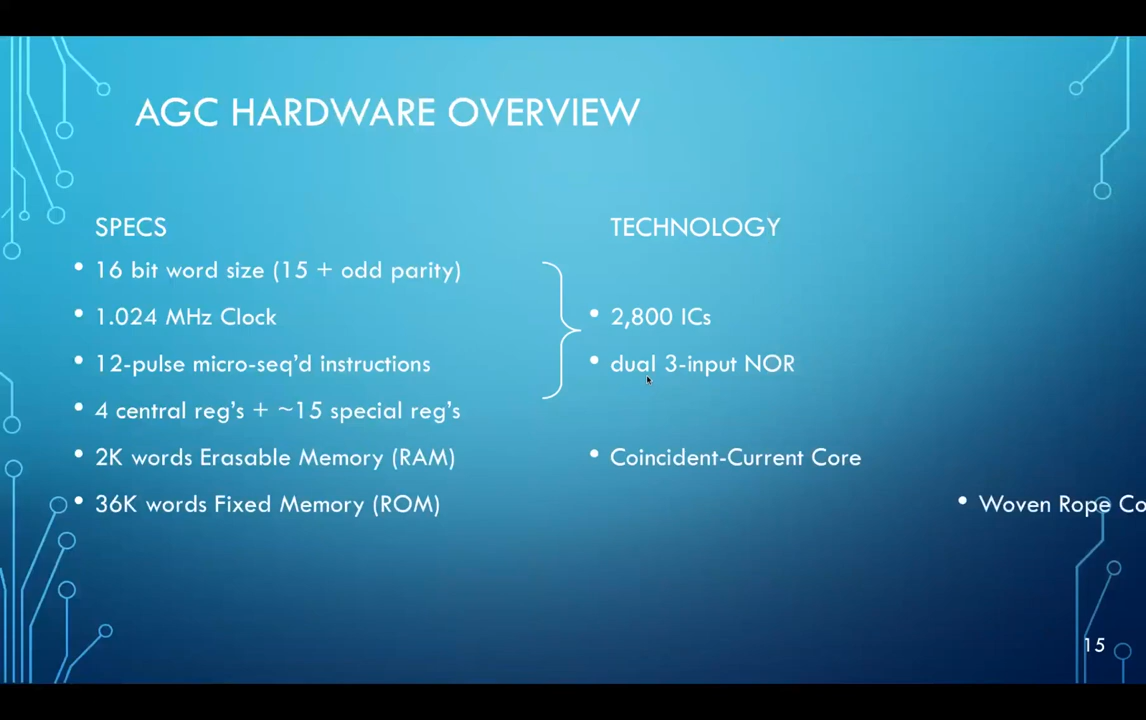 AGC HARDWARE OVERVIEW
SPECS
• 16 bit word size (15 + odd parity)
• 1.024 MHz Clock
• 12-pulse micro-seq'd instructions
• 4 central reg's + ~15 special reg's
• 2K words Erasable Memory (RAM)
• 36K words Fixed Memory (ROM)
TECHNOLOGY
• 2,800 ICs
• dual 3-input NOR
• Coincident-Current Core
• Woven Rope Co
15